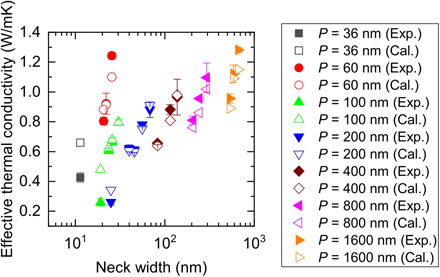 Effective thermal conductivity (W/mK)
1.4
1.2
1.0
0.8
0.6
0.4
0.2
10¹
10²
10³
Neck width (nm)
P = 36 nm (Exp.)
P = 36 nm (Cal.)
P = 60 nm (Exp.)
P = 60 nm (Cal.)
P = 100 nm (Exp.)
P = 100 nm (Cal.)
P = 200 nm (Exp.)
P = 200 nm (Cal.)
P = 400 nm (Exp.)
P = 400 nm (Cal.)
P = 800 nm (Exp.)
P = 800 nm (Cal.)
P = 1600 nm (Exp.)
P = 1600 nm (Cal.)